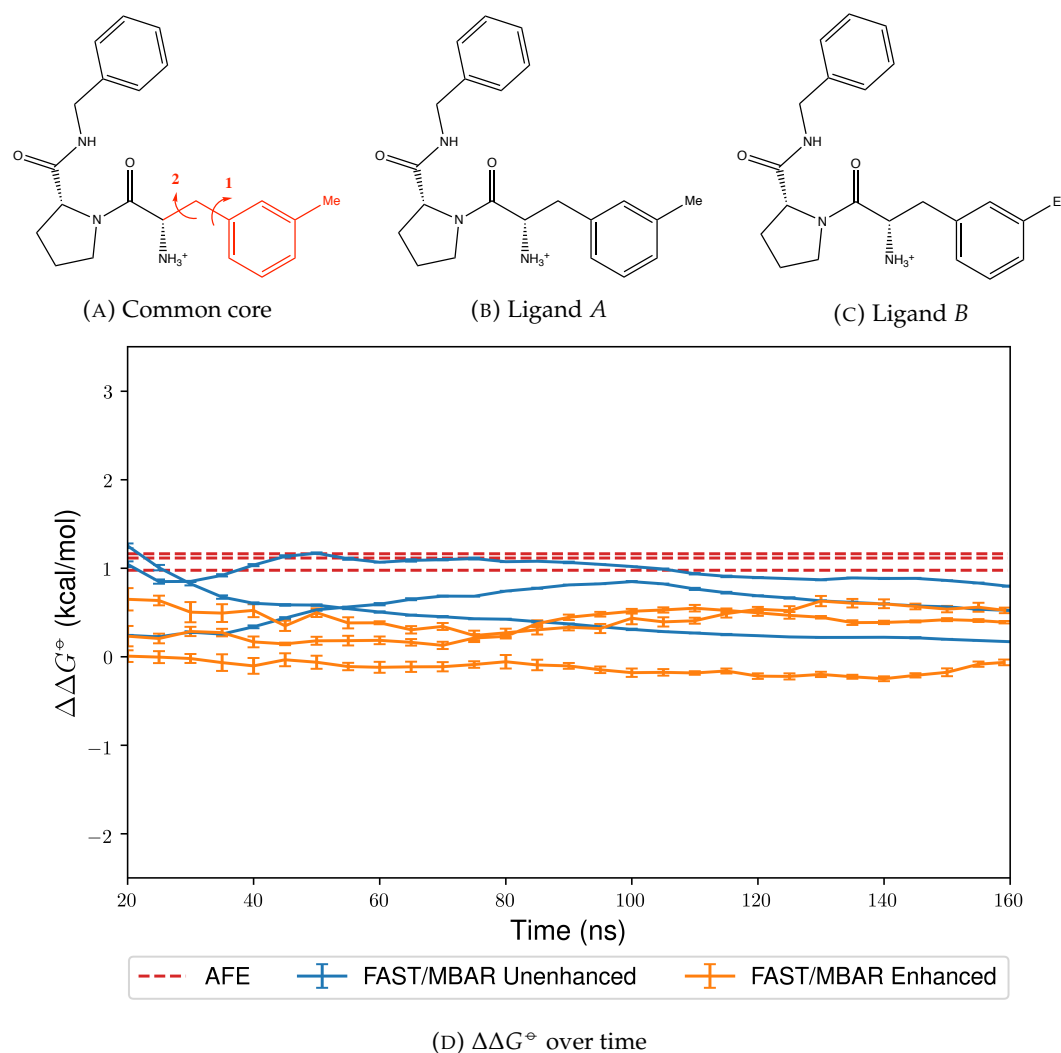 O
NH
O
N
NH3+
2
1
Me
(A) Common core
O
NH
O
N
NH3+
Me
(B) Ligand A
O
NH
O
N
NH3+
E
(C) Ligand B
ΔΔG⦵ (kcal/mol)
3
2
1
0
−1
−2
20 40 60 80 100 120 140 160
Time (ns)
AFE FAST/MBAR Unenhanced FAST/MBAR Enhanced
(D) ΔΔG⦵ over time